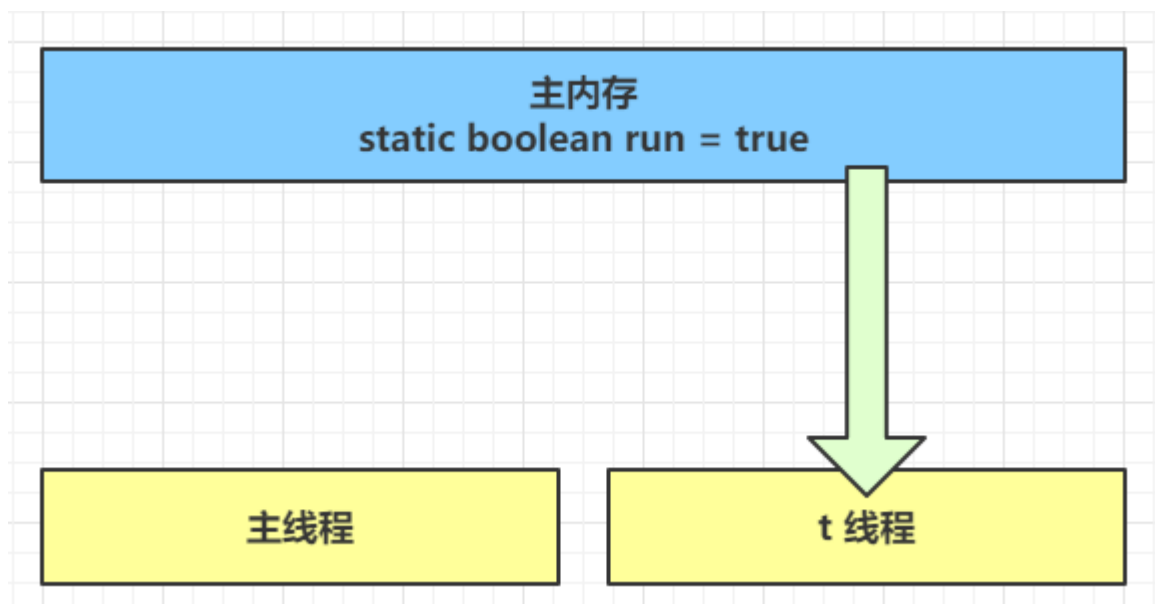 主内存
static boolean run = true
主线程
t 线程